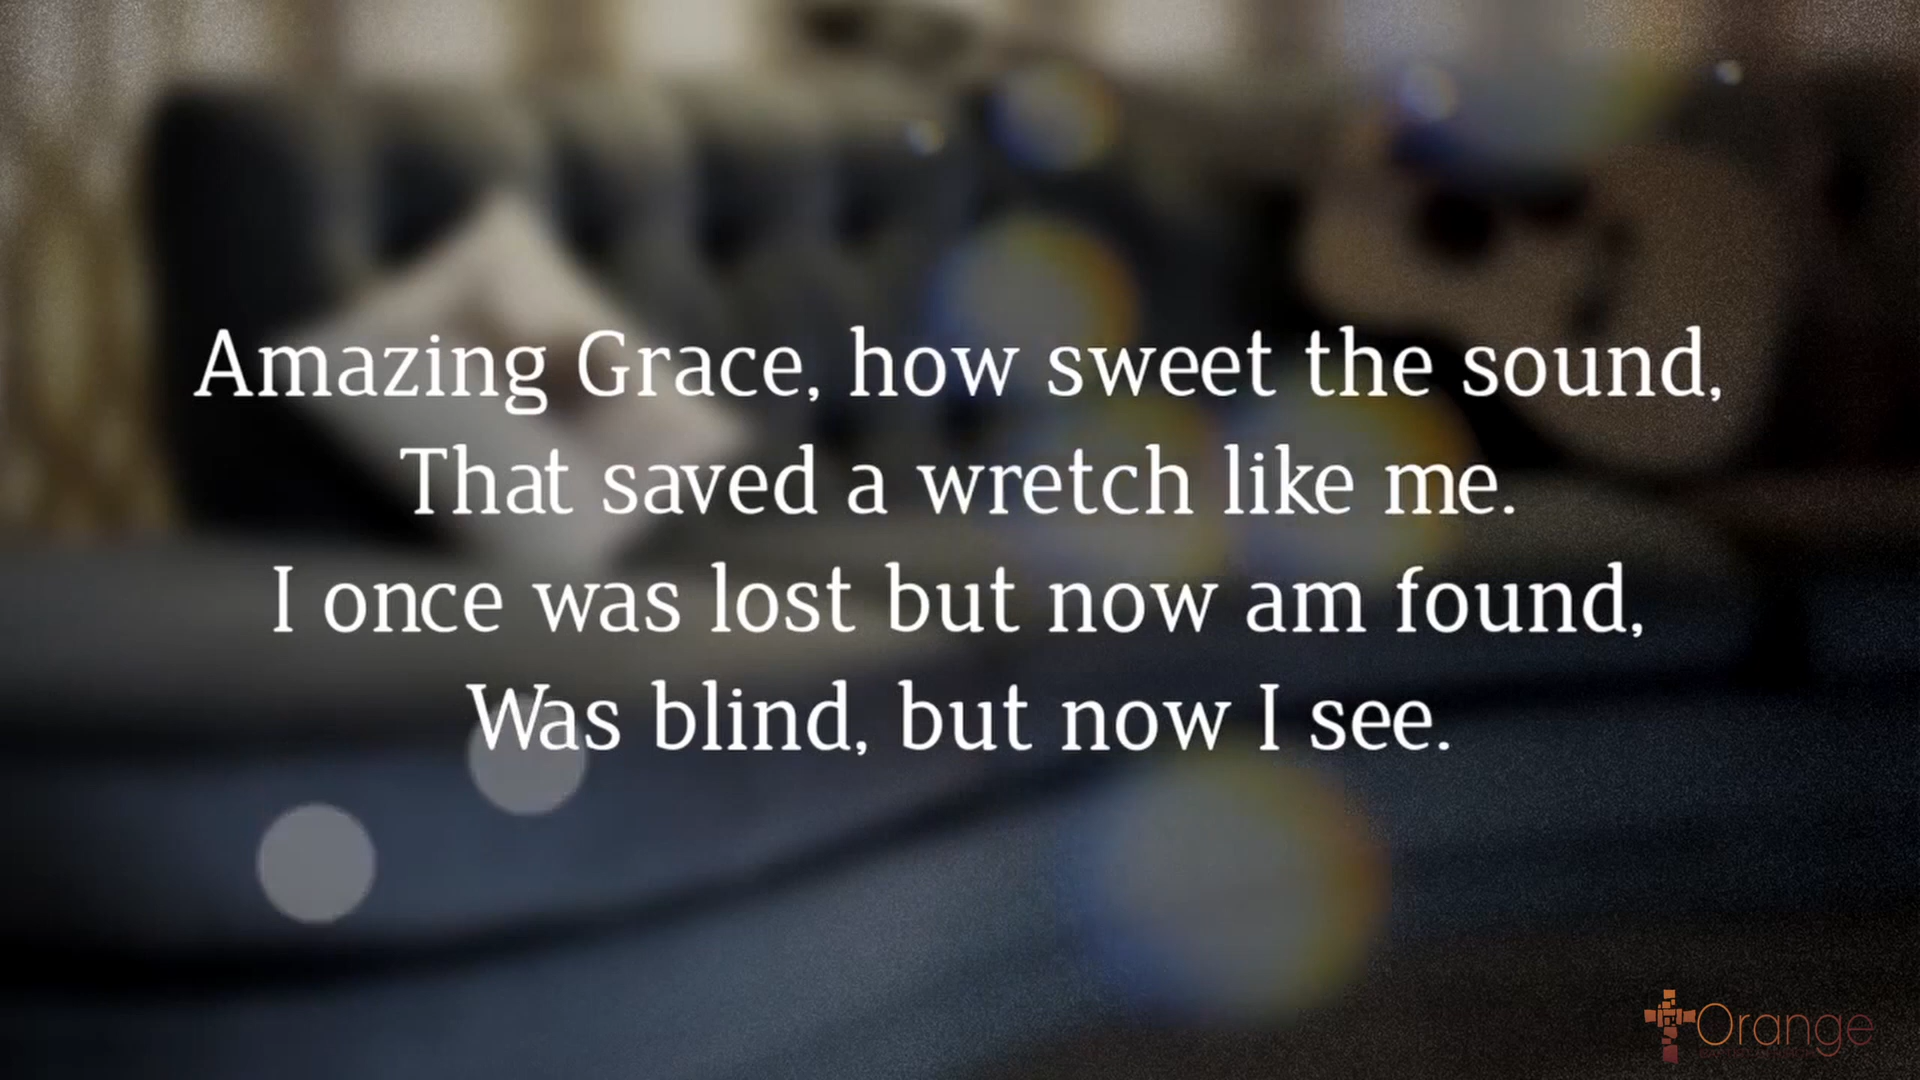 Amazing Grace, how sweet the sound,
That saved a wretch like me.
I once was lost but now am found,
Was blind, but now I see.
Orange